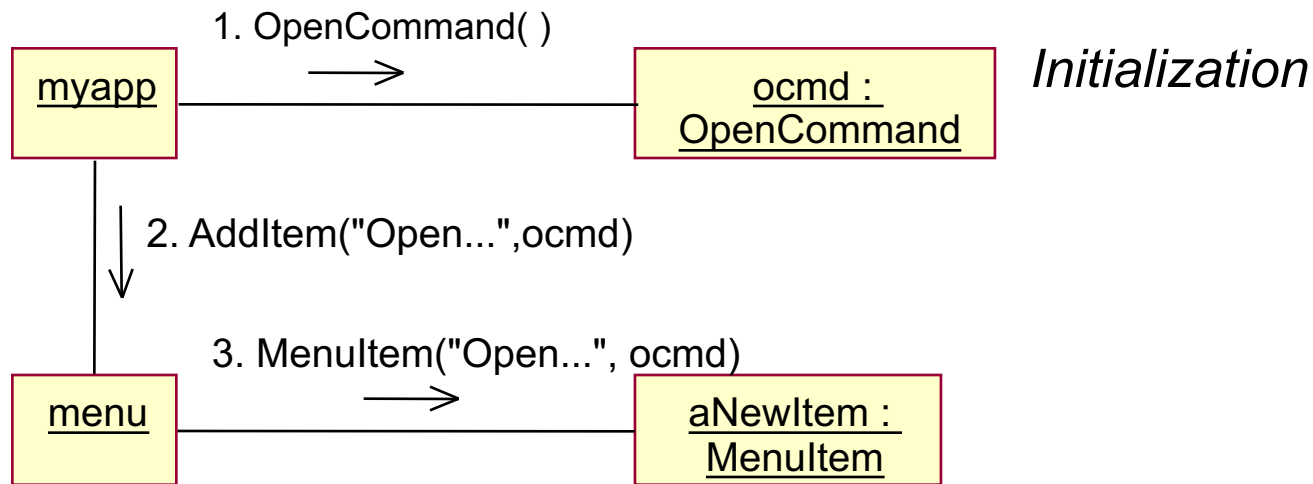 1. OpenCommand( )
Initialization
myapp
ocmd :
OpenCommand
2. AddItem("Open...",ocmd)
3. MenuItem("Open...", ocmd)
menu
aNewItem :
MenuItem